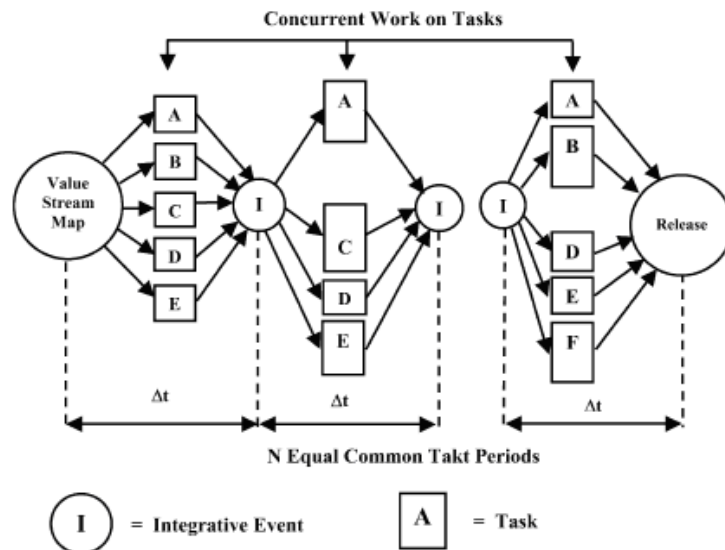 Concurrent Work on Tasks
Value
Stream
Map
A
B
C
D
E
I
A
C
D
E
I
I
A
B
D
E
F
Release
Δt
Δt
Δt
N Equal Common Takt Periods
I = Integrative Event
A = Task